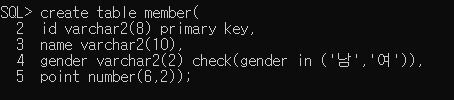 SQL> create table member(
  2  id varchar2(8) primary key,
  3  name varchar2(10),
  4  gender varchar2(2) check(gender in ('남','여')),
  5  point number(6,2));